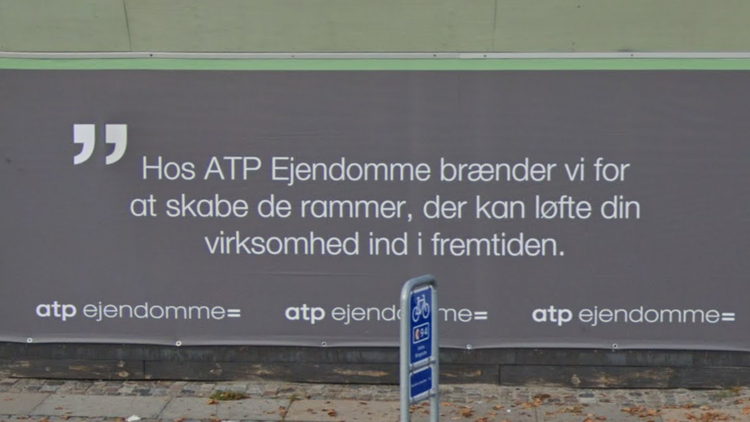 ” Hos ATP Ejendomme brænder vi for
at skabe de rammer, der kan løfte din
virksomhed ind i fremtiden.
atp ejendomme=
atp ejendomme=
atp ejendomme=